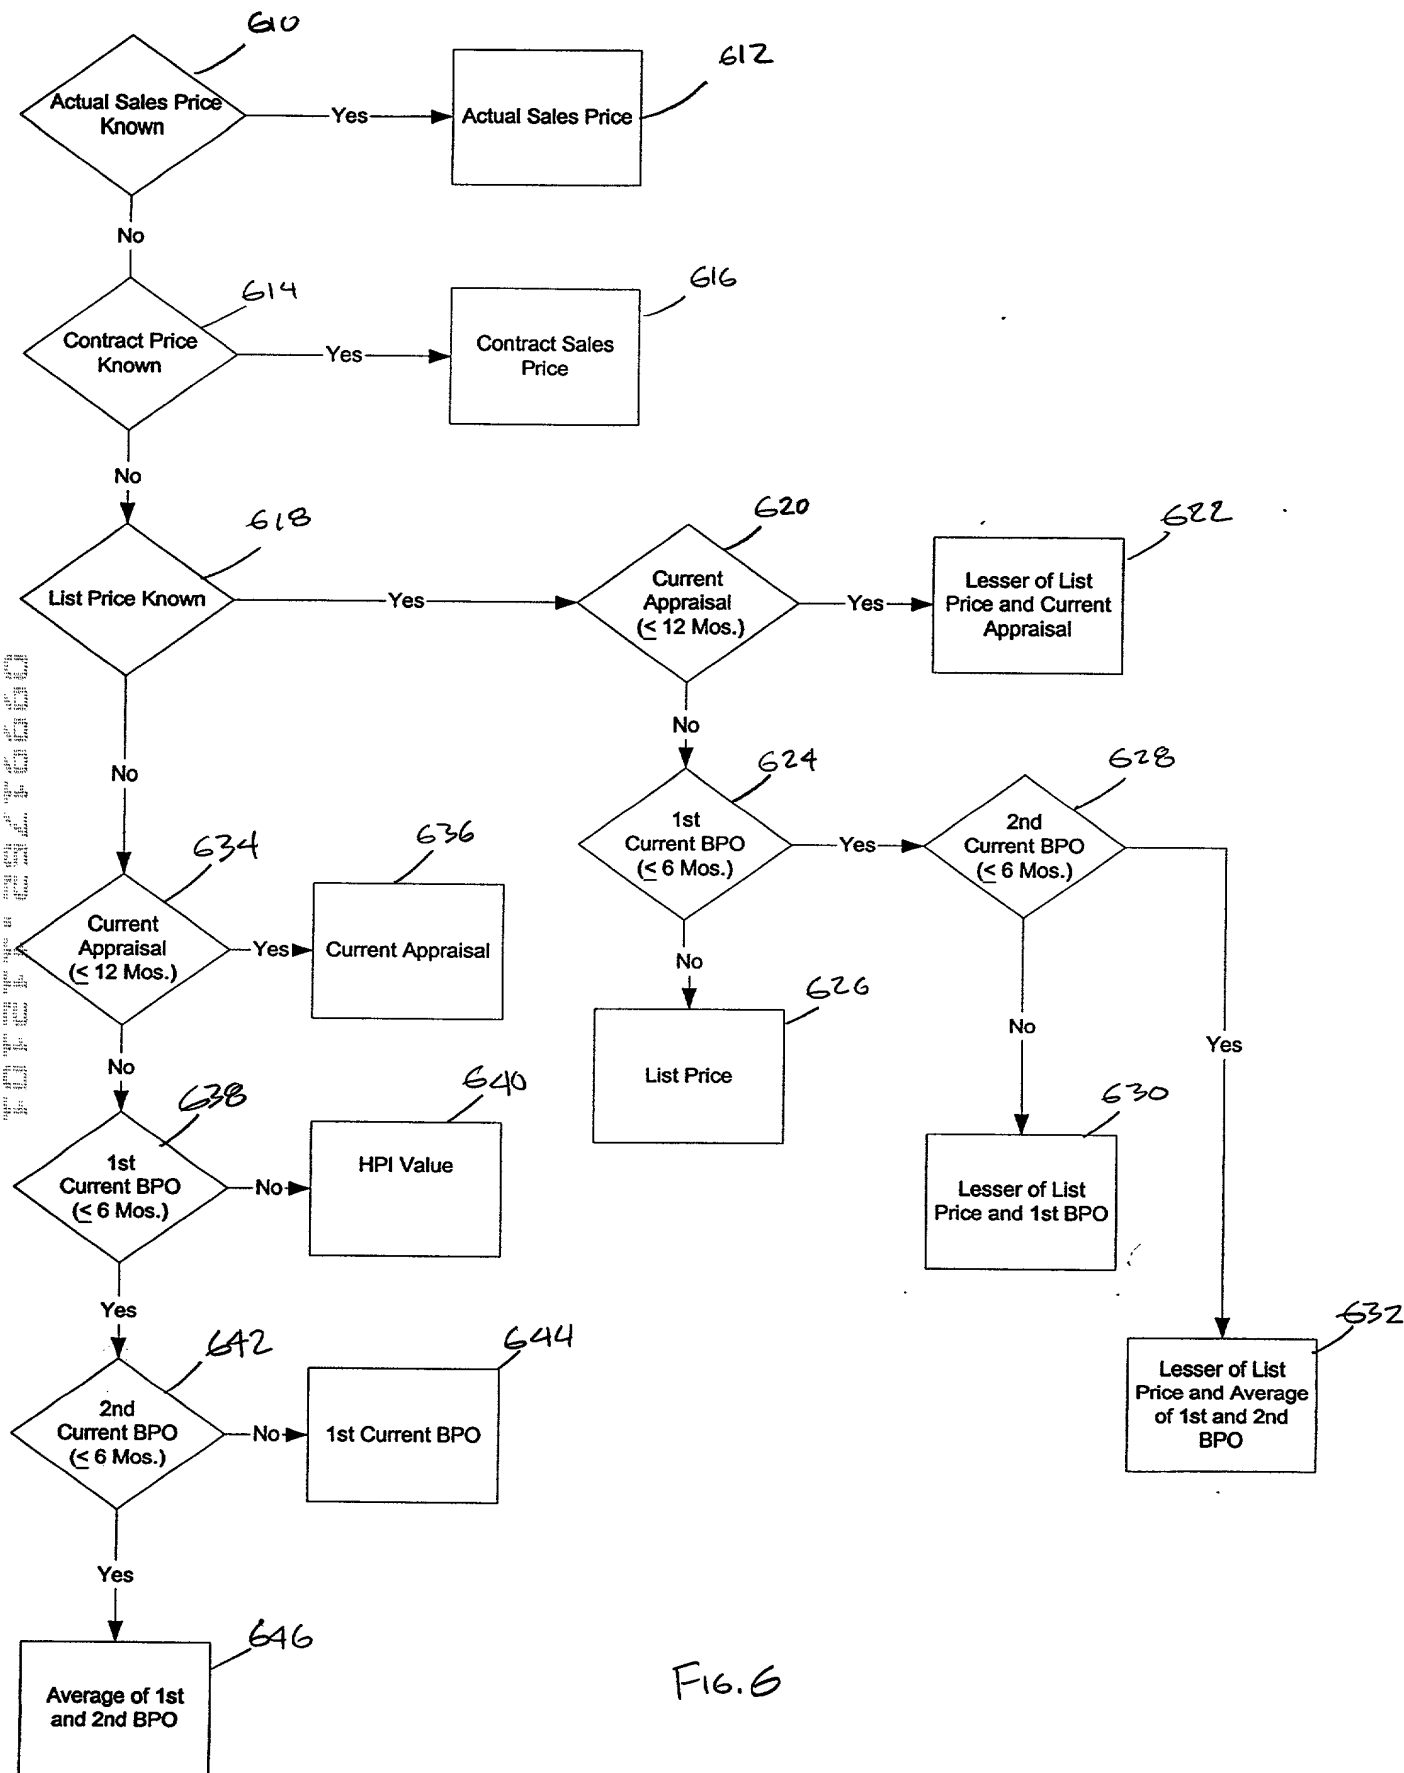 610
Actual Sales Price
Known
Yes
Actual Sales Price
612
No
614
Contract Price
Known
Yes
Contract Sales
Price
616
No
618
List Price Known
Yes
620
Current
Appraisal
(≤ 12 Mos.)
Yes
622
Lesser of List
Price and Current
Appraisal
No
624
1st
Current BPO
(≤ 6 Mos.)
Yes
628
2nd
Current BPO
(≤ 6 Mos.)
No
626
List Price
No
630
Lesser of List
Price and 1st BPO
Yes
632
Lesser of List
Price and Average
of 1st and 2nd
BPO
No
634
Current
Appraisal
(≤ 12 Mos.)
Yes
636
Current Appraisal
No
638
1st
Current BPO
(≤ 6 Mos.)
No
640
HPI Value
Yes
642
2nd
Current BPO
(≤ 6 Mos.)
No
644
1st Current BPO
Yes
646
Average of 1st
and 2nd BPO
FIG. 6